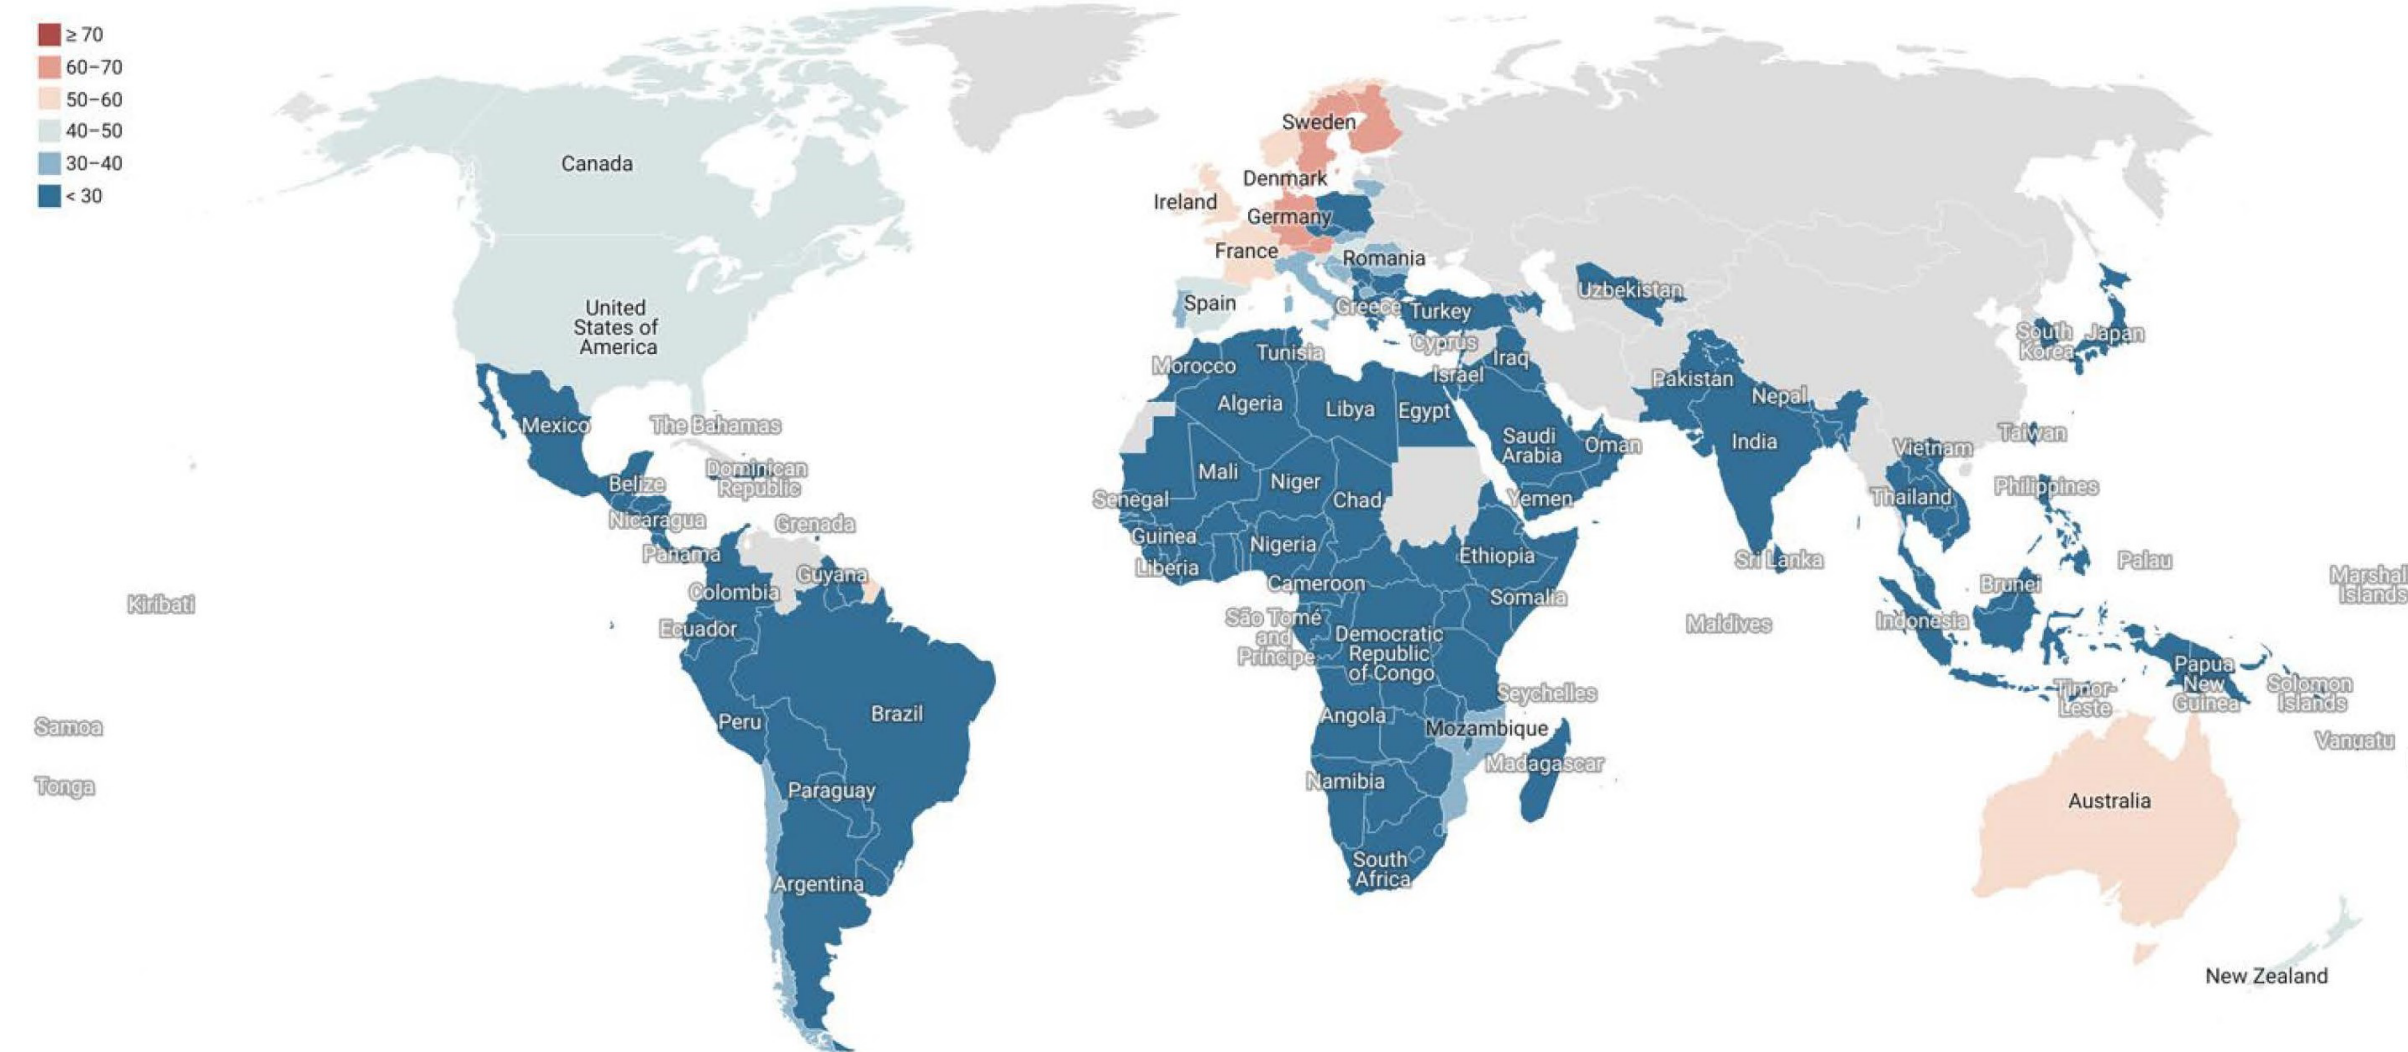 ≥ 70
60–70
50–60
40–50
30–40
< 30
Canada
United
States of
America
Mexico
The Bahamas
Dominican
Republic
Belize
Nicaragua
Grenada
Panama
Guyana
Colombia
Ecuador
Kiribati
Samoa
Tonga
Peru
Brazil
Paraguay
Argentina
Sweden
Denmark
Ireland
Germany
France
Romania
Spain
Greece
Turkey
Uzbekistan
Cyprus
Morocco
Tunisia
Israel
Iraq
Algeria
Libya
Egypt
Saudi
Arabia
Oman
Pakistan
Nepal
India
South
Korea
Japan
Taiwan
Vietnam
Thailand
Philippines
Mali
Niger
Chad
Yemen
Senegal
Guinea
Nigeria
Liberia
Ethiopia
Cameroon
Somalia
São Tomé
and
Príncipe
Democratic
Republic
of Congo
Sri Lanka
Maldives
Brunei
Palau
Indonesia
Marshal
Islands
Seychelles
Angola
Mozambique
Madagascar
Namibia
South
Africa
Timor-
Leste
Papua
New
Guinea
Solomon
Islands
Vanuatu
Australia
New Zealand